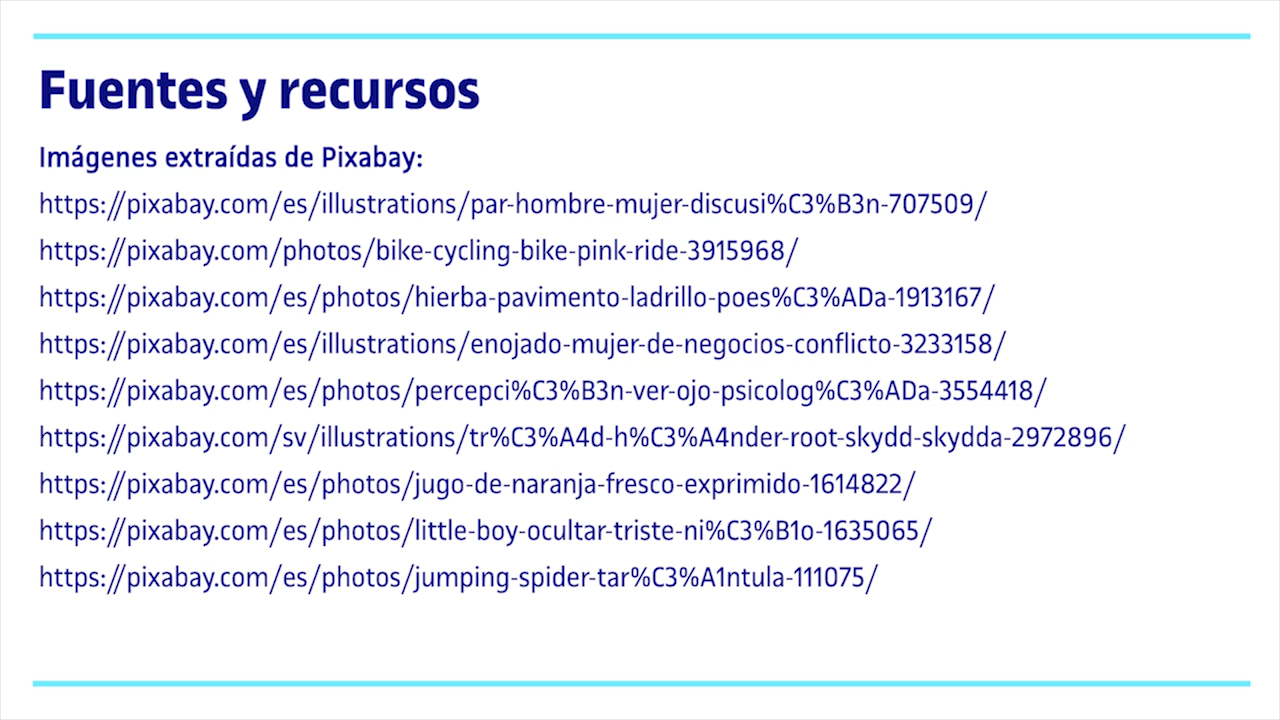 Fuentes y recursos
Imágenes extraídas de Pixabay:
https://pixabay.com/es/illustrations/par-hombre-mujer-discusi%C3%B3n-707509/
https://pixabay.com/photos/bike-cycling-bike-pink-ride-3915968/
https://pixabay.com/es/photos/hierba-pavimento-ladrillo-poes%C3%ADa-1913167/
https://pixabay.com/es/illustrations/enojado-mujer-de-negocios-conflicto-3233158/
https://pixabay.com/es/photos/percepci%C3%B3n-ver-ojo-psicolog%C3%ADa-3554418/
https://pixabay.com/sv/illustrations/tr%C3%A4d-h%C3%A4nder-root-skydd-skydda-2972896/
https://pixabay.com/es/photos/jugo-de-naranja-fresco-exprimido-1614822/
https://pixabay.com/es/photos/little-boy-ocultar-triste-ni%C3%B1o-1635065/
https://pixabay.com/es/photos/jumping-spider-tar%C3%A1ntula-111075/